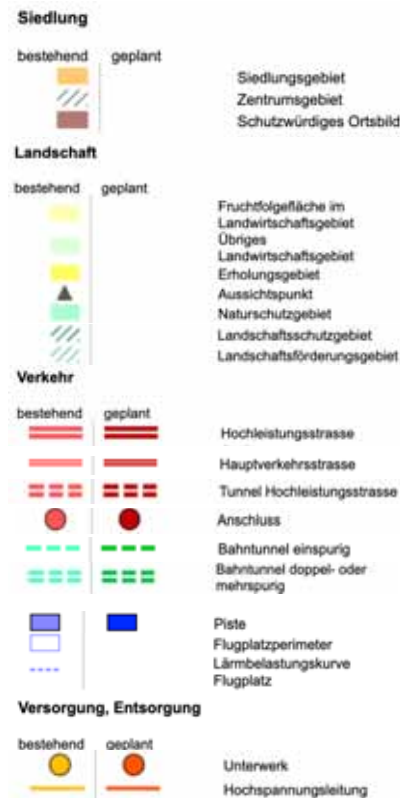 Siedlung
bestehend geplant
Siedlungsgebiet
Zentrumsgebiet
Schutzwürdiges Ortsbild
Landschaft
bestehend geplant
Fruchtfolgefläche im
Landwirtschaftsgebiet
Übriges
Landwirtschaftsgebiet
Erholungsgebiet
Aussichtspunkt
Naturschutzgebiet
Landschaftsschutzgebiet
Landschaftsförderungsgebiet
Verkehr
bestehend geplant
Hochleistungsstrasse
Hauptverkehrsstrasse
Tunnel Hochleistungsstrasse
Anschluss
Bahntunnel einspurig
Bahntunnel doppel- oder
mehrspurig
Piste
Flugplatzperimeter
Lärmbelastungskurve
Flugplatz
Versorgung, Entsorgung
bestehend geplant
Unterwerk
Hochspannungsleitung